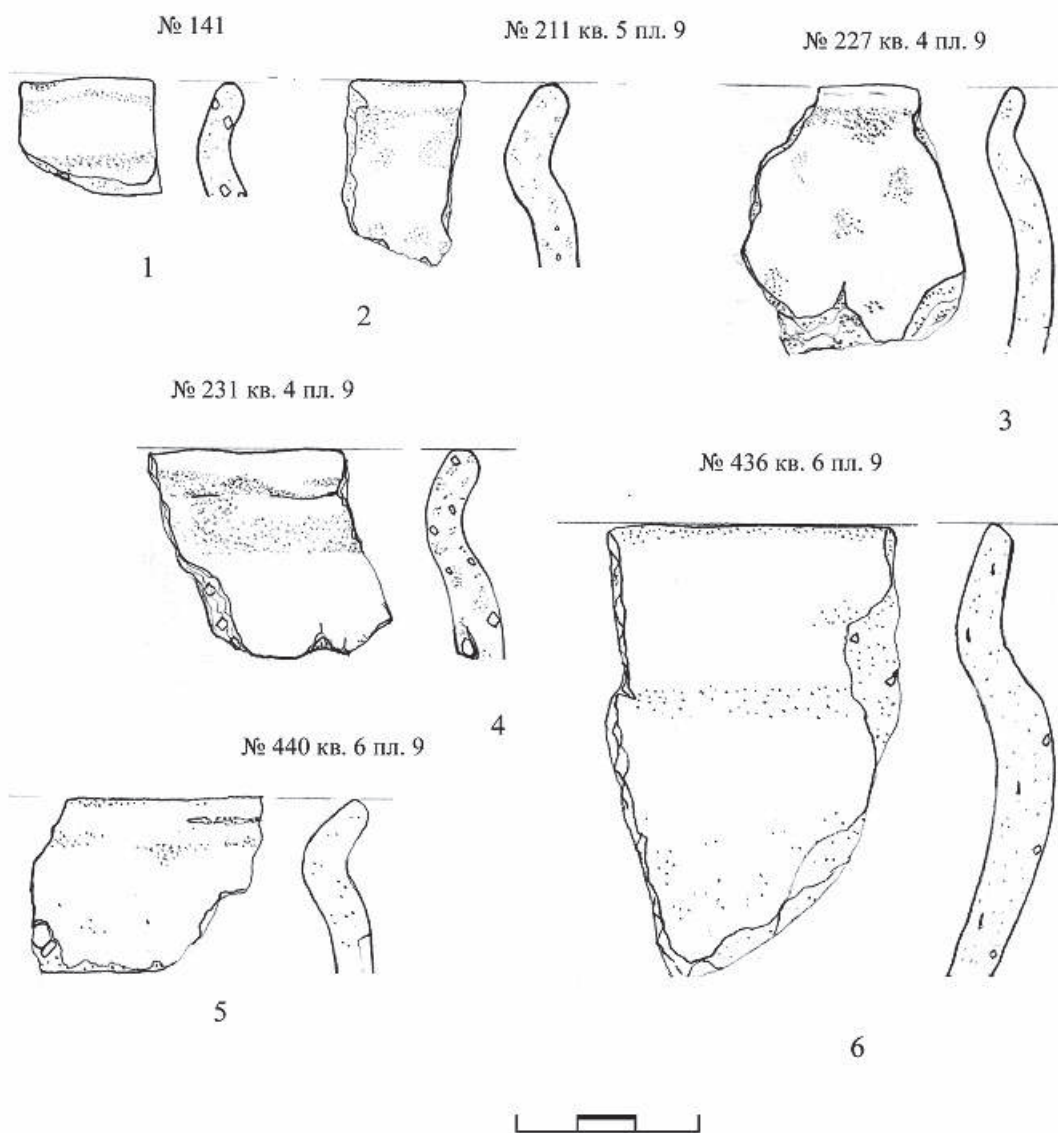 № 141
№ 211 кв. 5 пл. 9
№ 227 кв. 4 пл. 9
1
2
3
№ 231 кв. 4 пл. 9
№ 436 кв. 6 пл. 9
4
№ 440 кв. 6 пл. 9
5
6